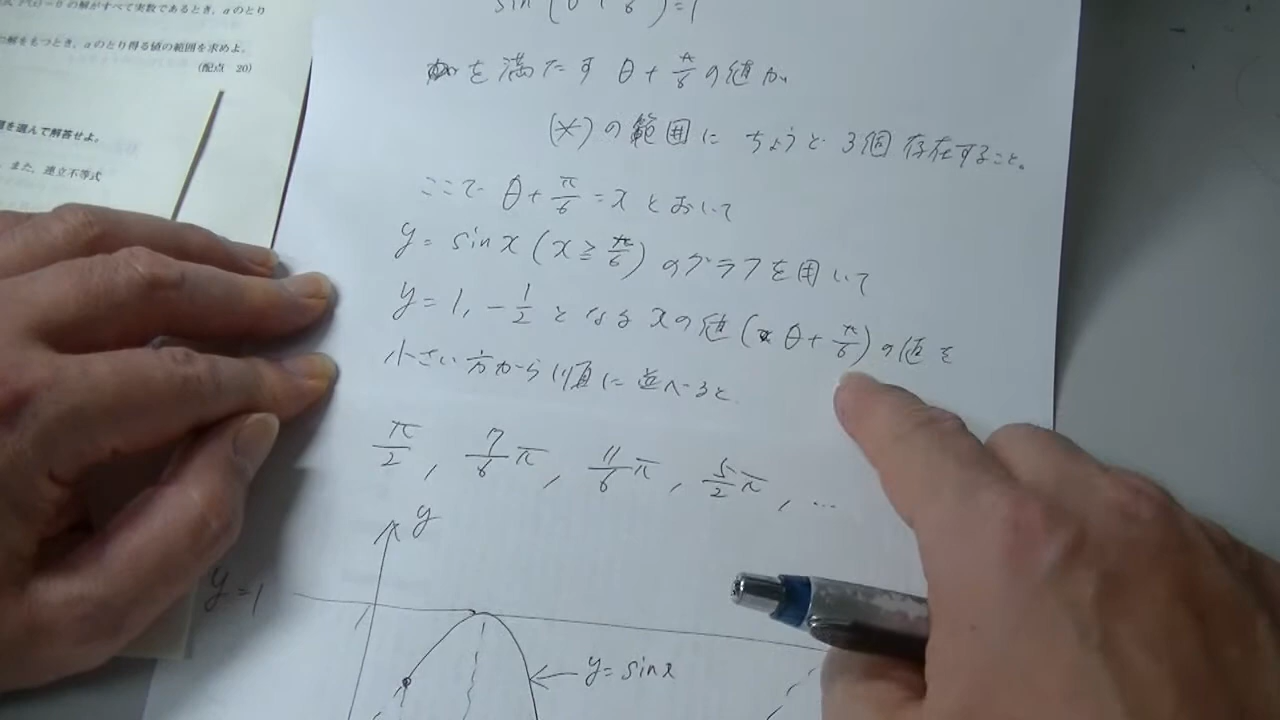 の解がすべて実数であるとき，aのとり
解をもつとき，aのとり得る値の範囲を求めよ。
(配点 20)
を選んで解答せよ。
また，連立不等式
sin(θ+π/6)=1
を満たす θ+π/6の値が
(*)の範囲にちょうど3個存在すること。
ここで θ+π/6=xとおいて
y=sinx(x≧π/6)のグラフを用いて
y=1,-1/2となるxの値(θ+π/6)の値を
小さい方から順に並べると
π/2, 7/6π, 11/6π, 5/2π, …
y
y=1
y=sinx